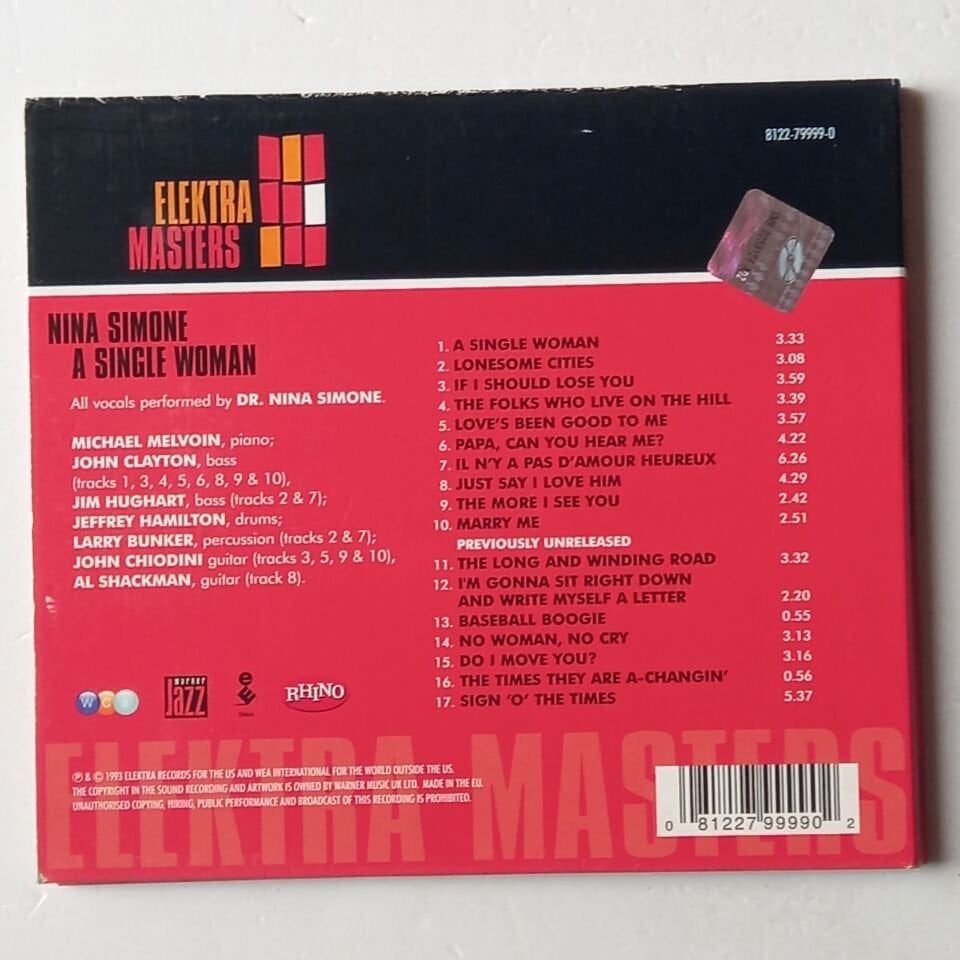 8122-79999-0
ELEKTRA
MASTERS
NINA SIMONE
A SINGLE WOMAN
All vocals performed by DR. NINA SIMONE.
MICHAEL MELVOIN, piano;
JOHN CLAYTON, bass
(tracks 1, 3, 4, 5, 6, 8, 9 & 10),
JIM HUGHART, bass (tracks 2 & 7);
JEFFREY HAMILTON, drums;
LARRY BUNKER, percussion (tracks 2 & 7);
JOHN CHIODINI guitar (tracks 3, 5, 9 & 10),
AL SHACKMAN, guitar (track 8).
1. A SINGLE WOMAN 3.33
2. LONESOME CITIES 3.08
3. IF I SHOULD LOSE YOU 3.59
4. THE FOLKS WHO LIVE ON THE HILL 3.39
5. LOVE'S BEEN GOOD TO ME 3.57
6. PAPA, CAN YOU HEAR ME? 4.22
7. IL N'Y A PAS D'AMOUR HEUREUX 6.26
8. JUST SAY I LOVE HIM 4.29
9. THE MORE I SEE YOU 2.42
10. MARRY ME 2.51
PREVIOUSLY UNRELEASED
11. THE LONG AND WINDING ROAD 3.32
12. I'M GONNA SIT RIGHT DOWN
AND WRITE MYSELF A LETTER 2.20
13. BASEBALL BOOGIE 0.55
14. NO WOMAN, NO CRY 3.13
15. DO I MOVE YOU? 3.16
16. THE TIMES THEY ARE A-CHANGIN' 0.56
17. SIGN 'O' THE TIMES 5.37
WCJ
warner
Jazz
RHINO
ELEKTRA MASTERS
℗ & © 1993 ELEKTRA RECORDS FOR THE US AND WEA INTERNATIONAL FOR THE WORLD OUTSIDE THE US.
THE COPYRIGHT IN THE SOUND RECORDING AND ARTWORK IS OWNED BY WARNER MUSIC UK LTD. MADE IN THE EU.
UNAUTHORISED COPYING, HIRING, PUBLIC PERFORMANCE AND BROADCAST OF THIS RECORDING IS PROHIBITED.
0 81227 99990 2